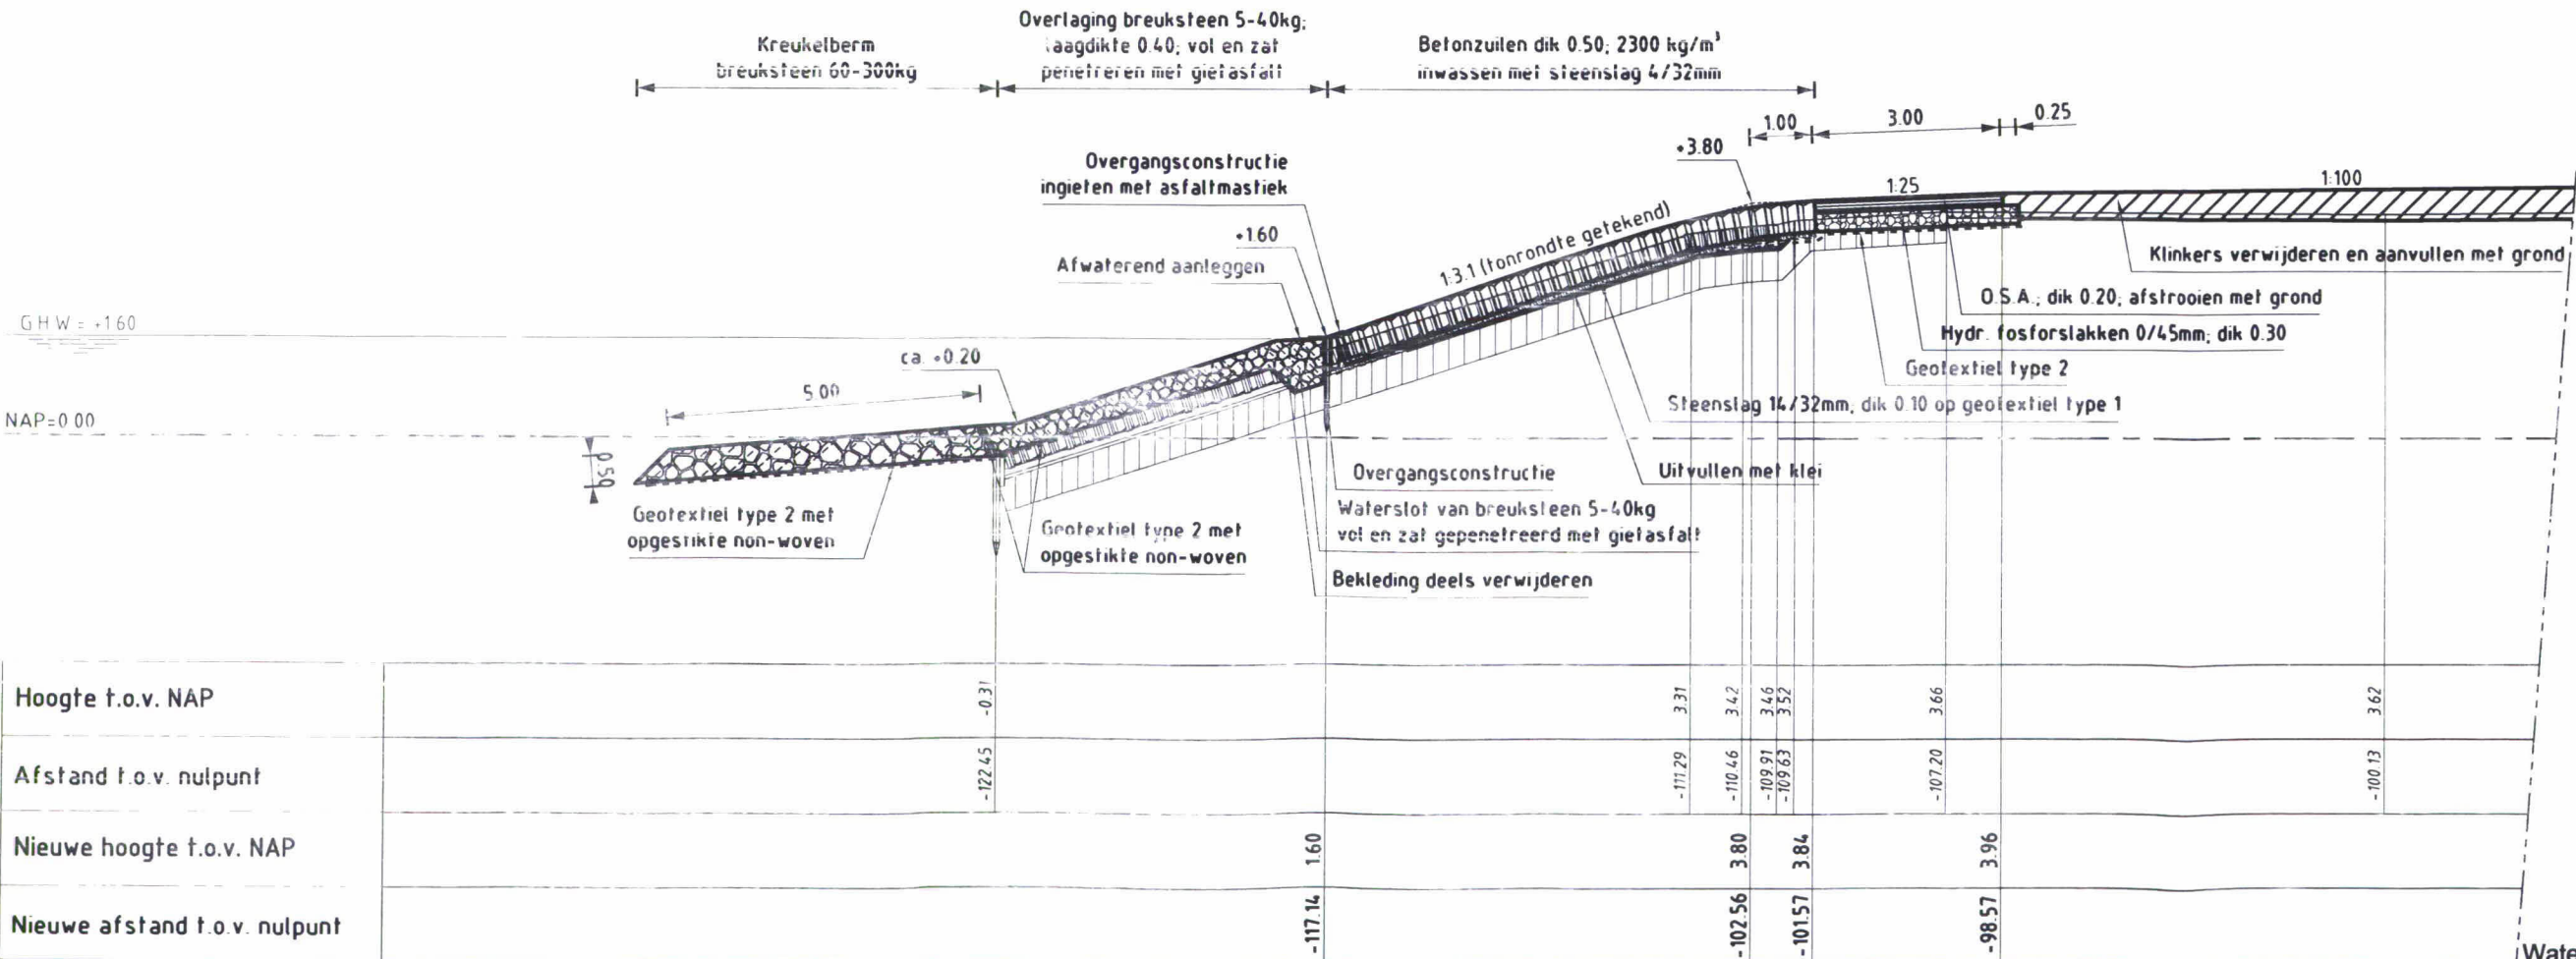 Overlaging breuksteen 5-40kg;
laagdikte 0.40; vol en zat
penetreren met gietasfalt
Kreukelberm
breuksteen 60-300kg
Betonzuilen dik 0.50; 2300 kg/m³
inwassen met steenslag 4/32mm
1.00
3.00
0.25
+3.80
Overgangsconstructie
ingieten met asfaltmastiek
1:25
1:100
1:3.1 (tonrondte getekend)
+1.60
Afwaterend aanleggen
Klinkers verwijderen en aanvullen met grond
O.S.A.; dik 0.20; afstrooien met grond
GHW = +1.60
Hydr. fosforslakken 0/45mm; dik 0.30
ca. +0.20
Geotextiel type 2
5.00
Steenslag 14/32mm, dik 0.10 op geotextiel type 1
NAP=0.00
0.50
Overgangsconstructie
Uitvullen met klei
Geotextiel type 2 met
opgestikte non-woven
Geotextiel type 2 met
opgestikte non-woven
Waterslot van breuksteen 5-40kg
vol en zat gepenetreerd met gietasfalt
Bekleding deels verwijderen
Hoogte t.o.v. NAP
-0.31
3.31
3.42
3.46
3.52
3.66
3.62
Afstand t.o.v. nulpunt
-122.45
-111.29
-110.46
-109.91
-109.63
-107.20
-100.13
Nieuwe hoogte t.o.v. NAP
1.60
3.80
3.84
3.96
Nieuwe afstand t.o.v. nulpunt
-117.14
-102.56
-101.57
-98.57
Wate